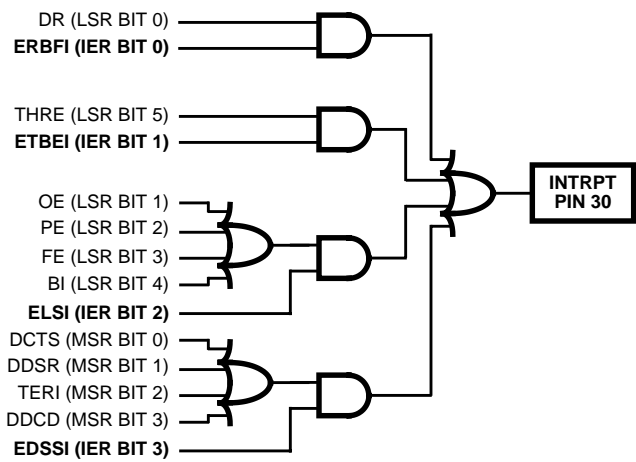 DR (LSR BIT 0)
ERBFI (IER BIT 0)
THRE (LSR BIT 5)
ETBEI (IER BIT 1)
OE (LSR BIT 1)
PE (LSR BIT 2)
FE (LSR BIT 3)
BI (LSR BIT 4)
ELSI (IER BIT 2)
DCTS (MSR BIT 0)
DDSR (MSR BIT 1)
TERI (MSR BIT 2)
DDCD (MSR BIT 3)
EDSSI (IER BIT 3)
INTRPT
PIN 30